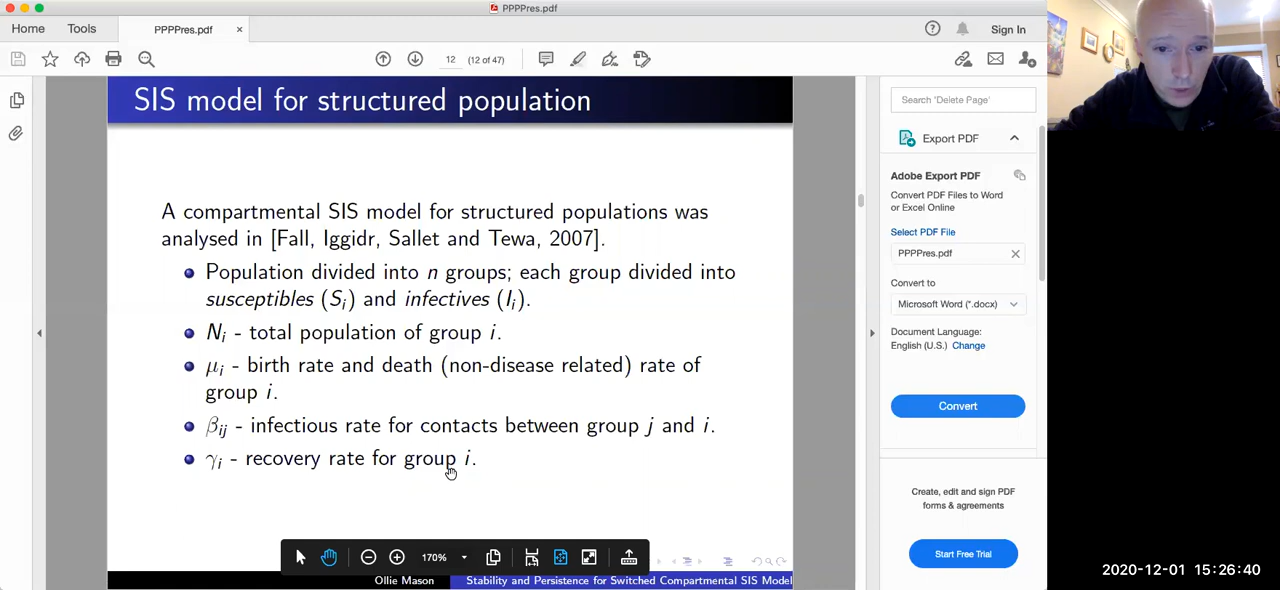 PPPPres.pdf
Home Tools PPPPres.pdf × Sign In
12 (12 of 47)
SIS model for structured population
A compartmental SIS model for structured populations was
analysed in [Fall, Iggidr, Sallet and Tewa, 2007].
Population divided into n groups; each group divided into
susceptibles (Sᵢ) and infectives (Iᵢ).
Nᵢ - total population of group i.
μᵢ - birth rate and death (non-disease related) rate of
group i.
βᵢⱼ - infectious rate for contacts between group j and i.
γᵢ - recovery rate for group i.
170%
Ollie Mason Stability and Persistence for Switched Compartmental SIS Model
Search 'Delete Page'
Export PDF
Adobe Export PDF
Convert PDF Files to Word
or Excel Online
Select PDF File
PPPPres.pdf
Convert to
Microsoft Word (*.docx)
Document Language:
English (U.S.) Change
Convert
Create, edit and sign PDF
forms & agreements
Start Free Trial
2020-12-01 15:26:40